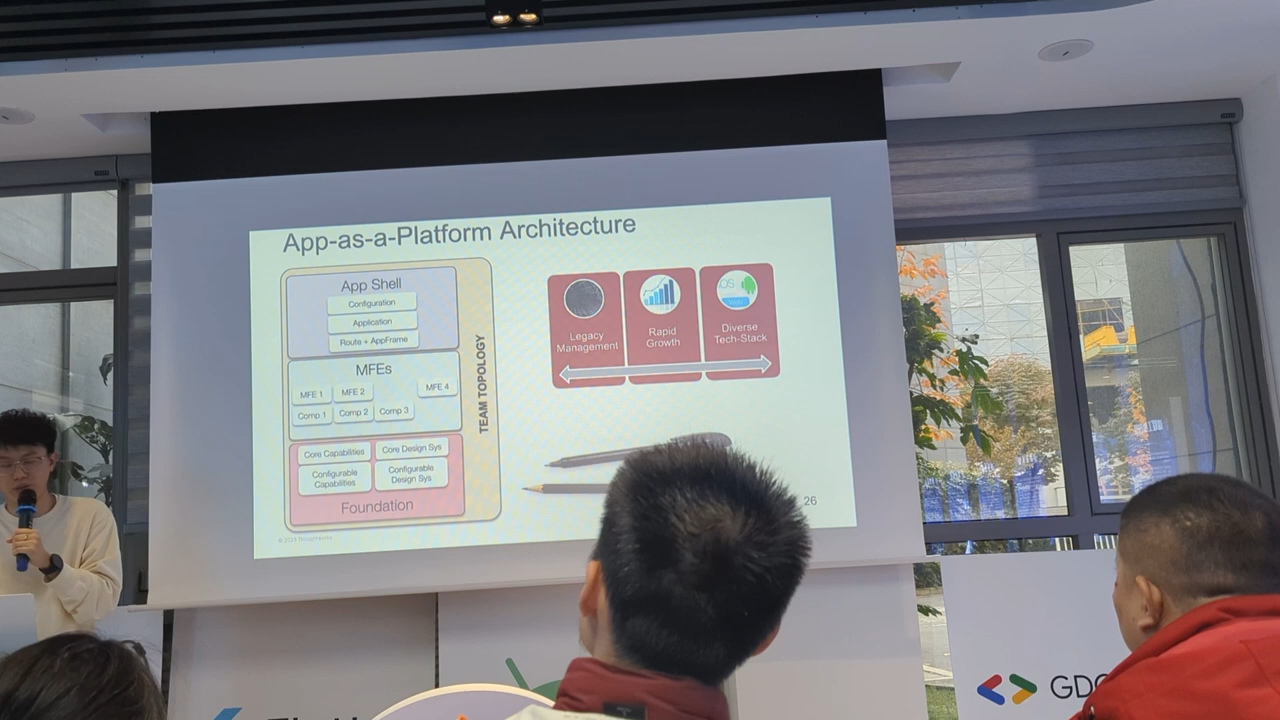 App-as-a-Platform Architecture
App Shell
Configuration
Application
Route + AppFrame
MFEs
MFE 1 MFE 2 MFE 4
Comp 1 Comp 2 Comp 3
Core Capabilities Core Design Sys
Configurable
Capabilities
Configurable
Design Sys
Foundation
TEAM TOPOLOGY
Legacy
Management
Rapid
Growth
Diverse
Tech-Stack
26
GDG